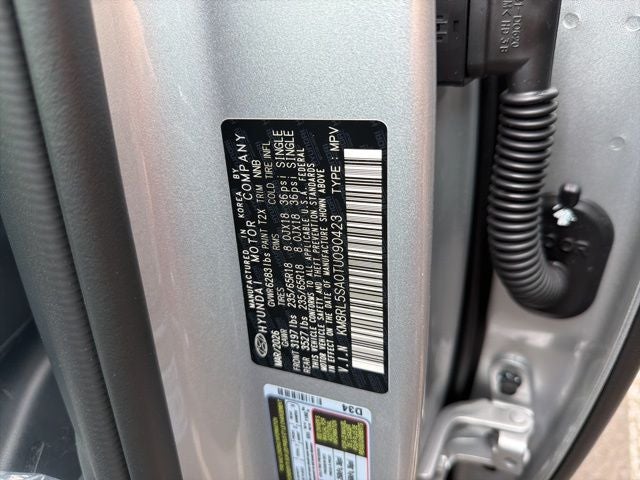 MANUFACTURED IN KOREA BY
HYUNDAI MOTOR COMPANY
GVWR 6283 lbs PAINT T2X TRIM NNB
MAR/2026 GAWR TIRES RIMS COLD TIRE INFL.
FRONT 3197 lbs 235/65R18 8.0JX18 36psi SINGLE
REAR 3527 lbs 235/65R18 8.0JX18 36psi SINGLE
THIS VEHICLE CONFORMS TO ALL APPLICABLE U.S.A. FEDERAL
MOTOR VEHICLE SAFETY AND THEFT PREVENTION STANDARDS
IN EFFECT ON THE DATE OF MANUFACTURE SHOWN ABOVE
V.I.N KM8RL5SA0TU090423 TYPE : MPV
D34